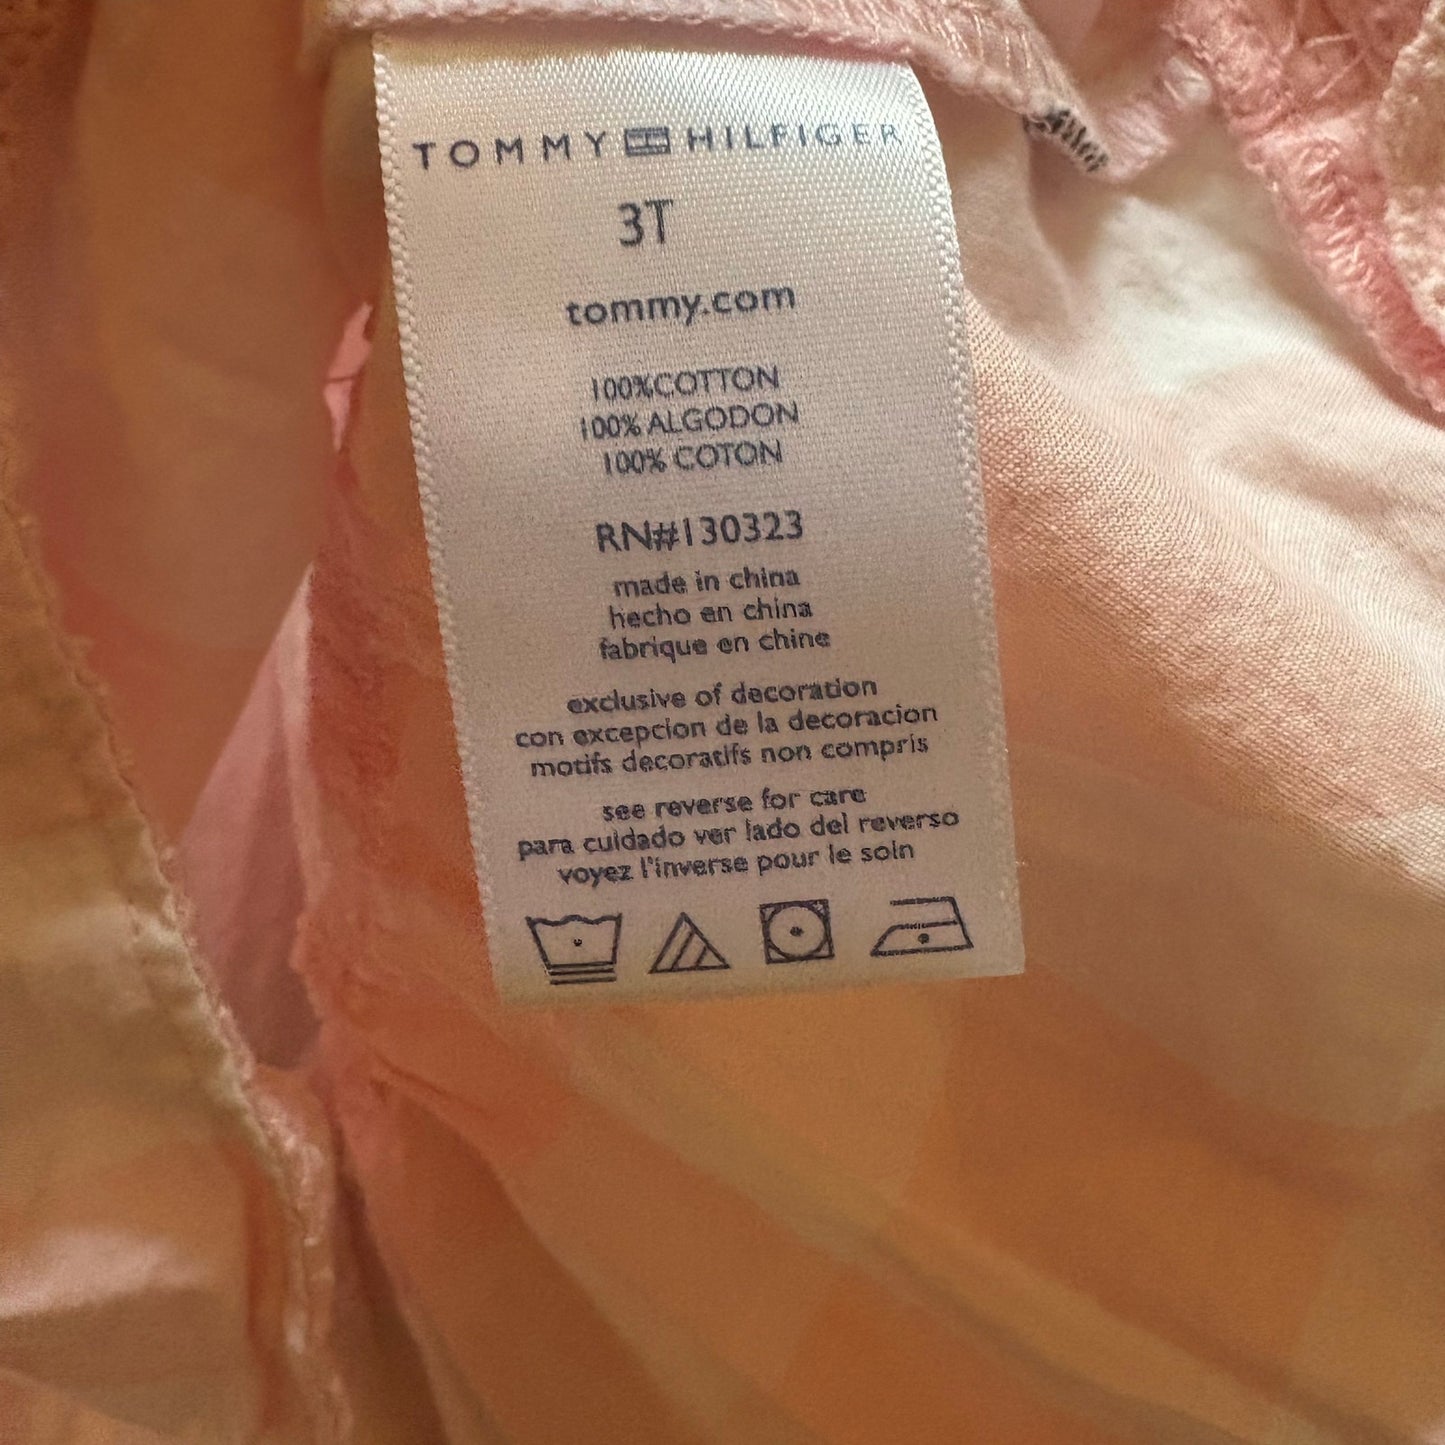 TOMMY HILFIGER
3T
tommy.com
100%COTTON
100% ALGODON
100% COTON
RN#130323
made in china
hecho en china
fabrique en chine
exclusive of decoration
con excepcion de la decoracion
motifs decoratifs non compris
see reverse for care
para cuidado ver lado del reverso
voyez l'inverse pour le soin